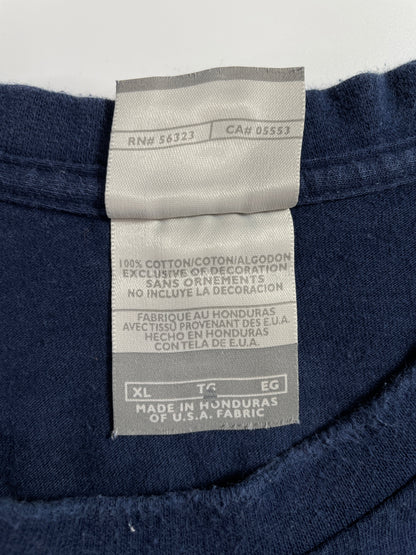 RN# 56323 CA# 05553
100% COTTON/COTON/ALGODON
EXCLUSIVE OF DECORATION
SANS ORNEMENTS
NO INCLUYE LA DECORACION
FABRIQUE AU HONDURAS
AVEC TISSU PROVENANT DES E.U.A.
HECHO EN HONDURAS
CON TELA DE E.U.A.
XL TG EG
MADE IN HONDURAS
OF U.S.A. FABRIC